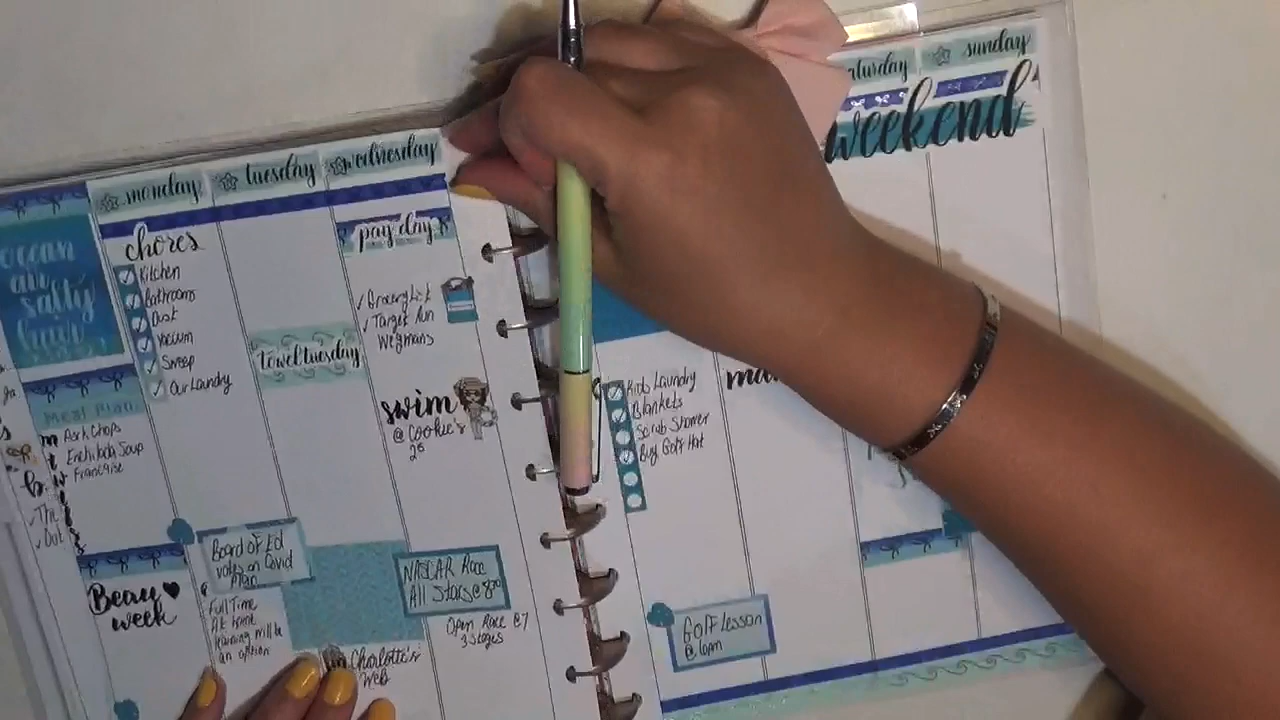 monday
tuesday
wednesday
sunday
weekend
ocean
air
salty
hair
chores
Kitchen
Bathrooms
Dust
Vacuum
Sweep
Our Laundry
towel tuesday
pay day
Grocery List
Target Run
Wegmans
swim
@ Cookie's
Meal Plan
m Pork Chops
t Enchilada Soup
w Francaise
Beau
week
Board of Ed
votes on Covid
Plan
Full Time
At home
learning will be
an option
Charlotte's
Web
NASCAR Race
All Stars @ 8:30
Open Race @ 7
3 Stages
Kids Laundry
Blankets
Scrub Shower
Buy Golf Hat
Golf Lesson
@ 6pm